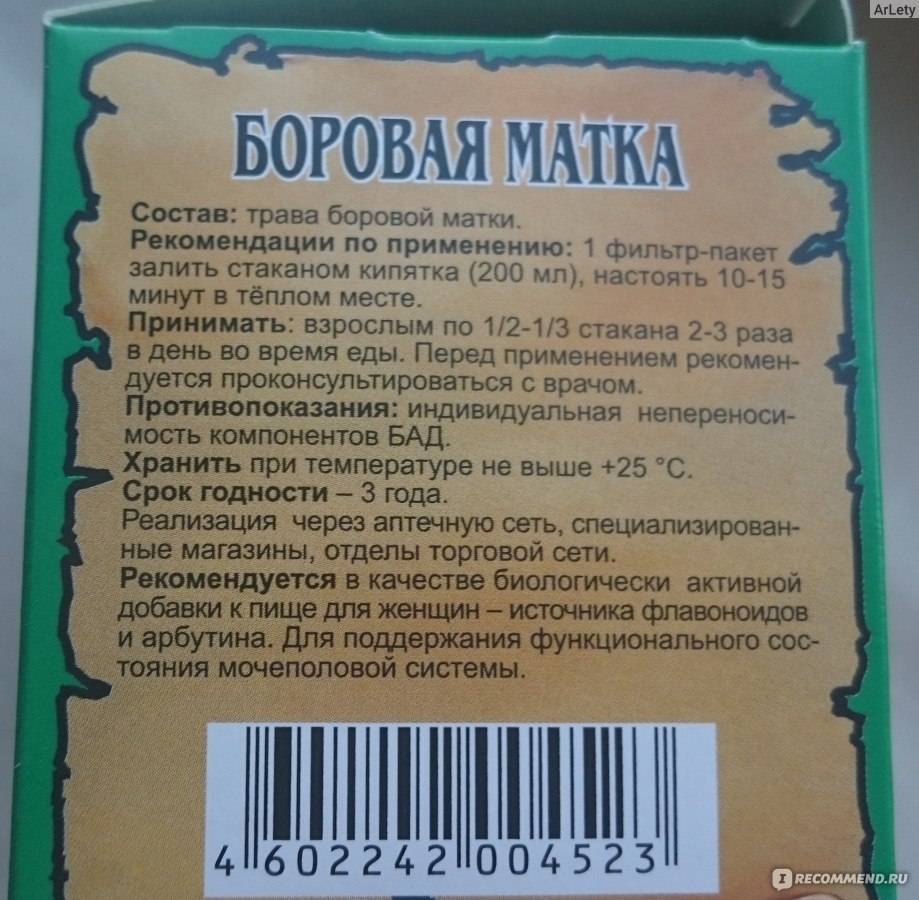 ArLety
БОРОВАЯ МАТКА
Состав: трава боровой матки.
Рекомендации по применению: 1 фильтр-пакет
залить стаканом кипятка (200 мл), настоять 10-15
минут в тёплом месте.
Принимать: взрослым по 1/2-1/3 стакана 2-3 раза
в день во время еды. Перед применением рекомен-
дуется проконсультироваться с врачом.
Противопоказания: индивидуальная непереноси-
мость компонентов БАД.
Хранить при температуре не выше +25 °С.
Срок годности – 3 года.
Реализация через аптечную сеть, специализирован-
ные магазины, отделы торговой сети.
Рекомендуется в качестве биологически активной
добавки к пище для женщин – источника флавоноидов
и арбутина. Для поддержания функционального сос-
тояния мочеполовой системы.
4 602242 004523
IRECOMMEND.RU